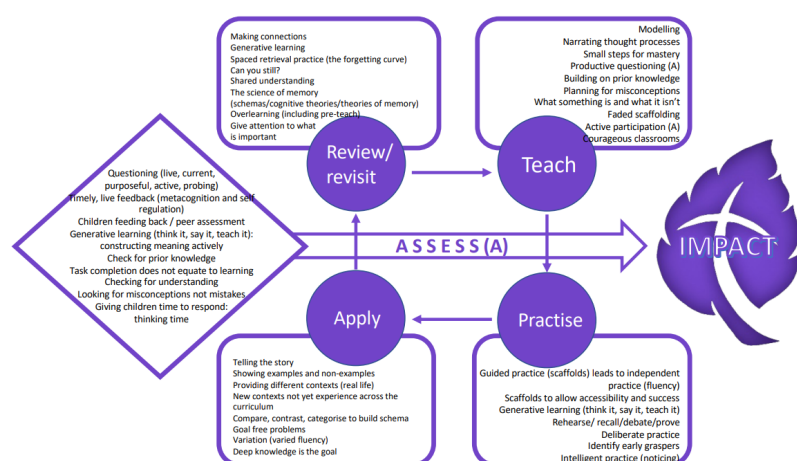 Making connections
Generative learning
Spaced retrieval practice (the forgetting curve)
Can you still?
Shared understanding
The science of memory
(schemas/cognitive theories/theories of memory)
Overlearning (including pre-teach)
Give attention to what
is important
Review/
revisit
Modelling
Narrating thought processes
Small steps for mastery
Productive questioning (A)
Building on prior knowledge
Planning for misconceptions
What something is and what it isn't
Faded scaffolding
Active participation (A)
Courageous classrooms
Teach
Questioning (live, current,
purposeful, active, probing)
Timely, live feedback (metacognition and self
regulation)
Children feeding back / peer assessment
Generative learning (think it, say it, teach it):
constructing meaning actively
Check for prior knowledge
Task completion does not equate to learning
Checking for understanding
Looking for misconceptions not mistakes
Giving children time to respond:
thinking time
ASSESS (A)
IMPACT
Apply
Practise
Telling the story
Showing examples and non-examples
Providing different contexts (real life)
New contexts not yet experience across the
curriculum
Compare, contrast, categorise to build schema
Goal free problems
Variation (varied fluency)
Deep knowledge is the goal
Guided practice (scaffolds) leads to independent
practice (fluency)
Scaffolds to allow accessibility and success
Generative learning (think it, say it, teach it)
Rehearse/ recall/debate/prove
Deliberate practice
Identify early graspers
Intelligent practice (noticing)